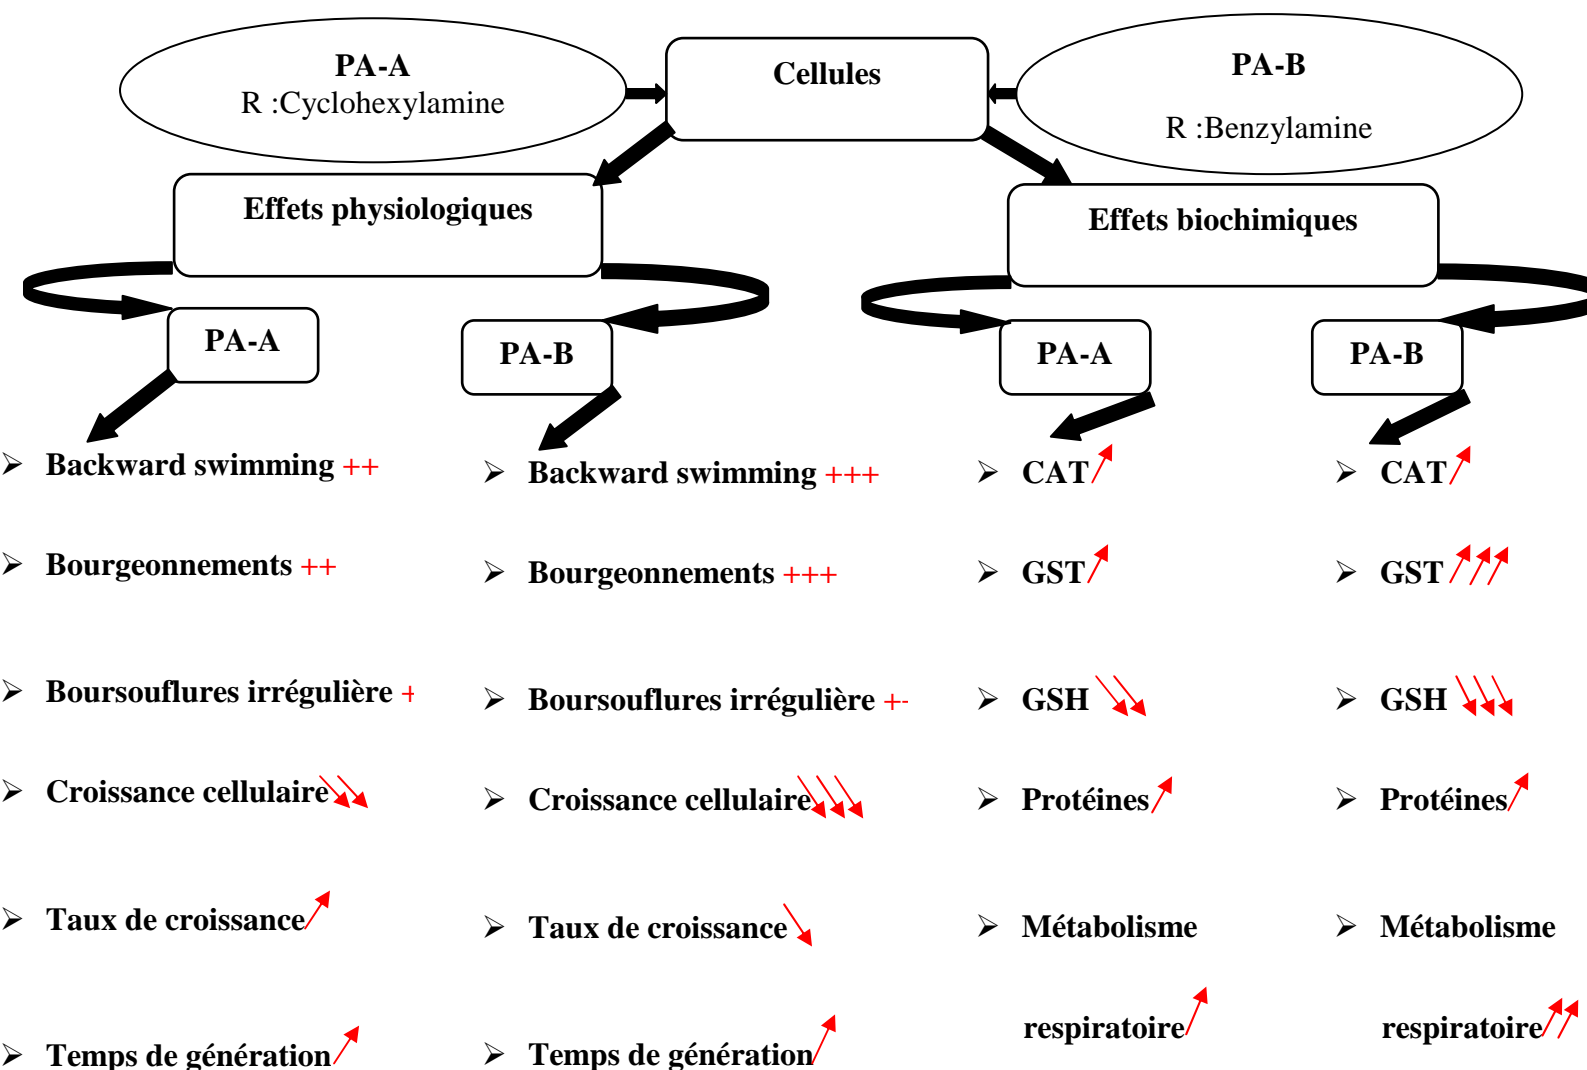 PA-A
R :Cyclohexylamine
Cellules
PA-B
R :Benzylamine
Effets physiologiques
Effets biochimiques
PA-A
PA-B
PA-A
PA-B
➢ Backward swimming ++
➢ Bourgeonnements ++
➢ Boursouflures irrégulière +
➢ Croissance cellulaire
➢ Taux de croissance
➢ Temps de génération
➢ Backward swimming +++
➢ Bourgeonnements +++
➢ Boursouflures irrégulière +
➢ Croissance cellulaire
➢ Taux de croissance
➢ Temps de génération
➢ CAT
➢ GST
➢ GSH
➢ Protéines
➢ Métabolisme
respiratoire
➢ CAT
➢ GST
➢ GSH
➢ Protéines
➢ Métabolisme
respiratoire